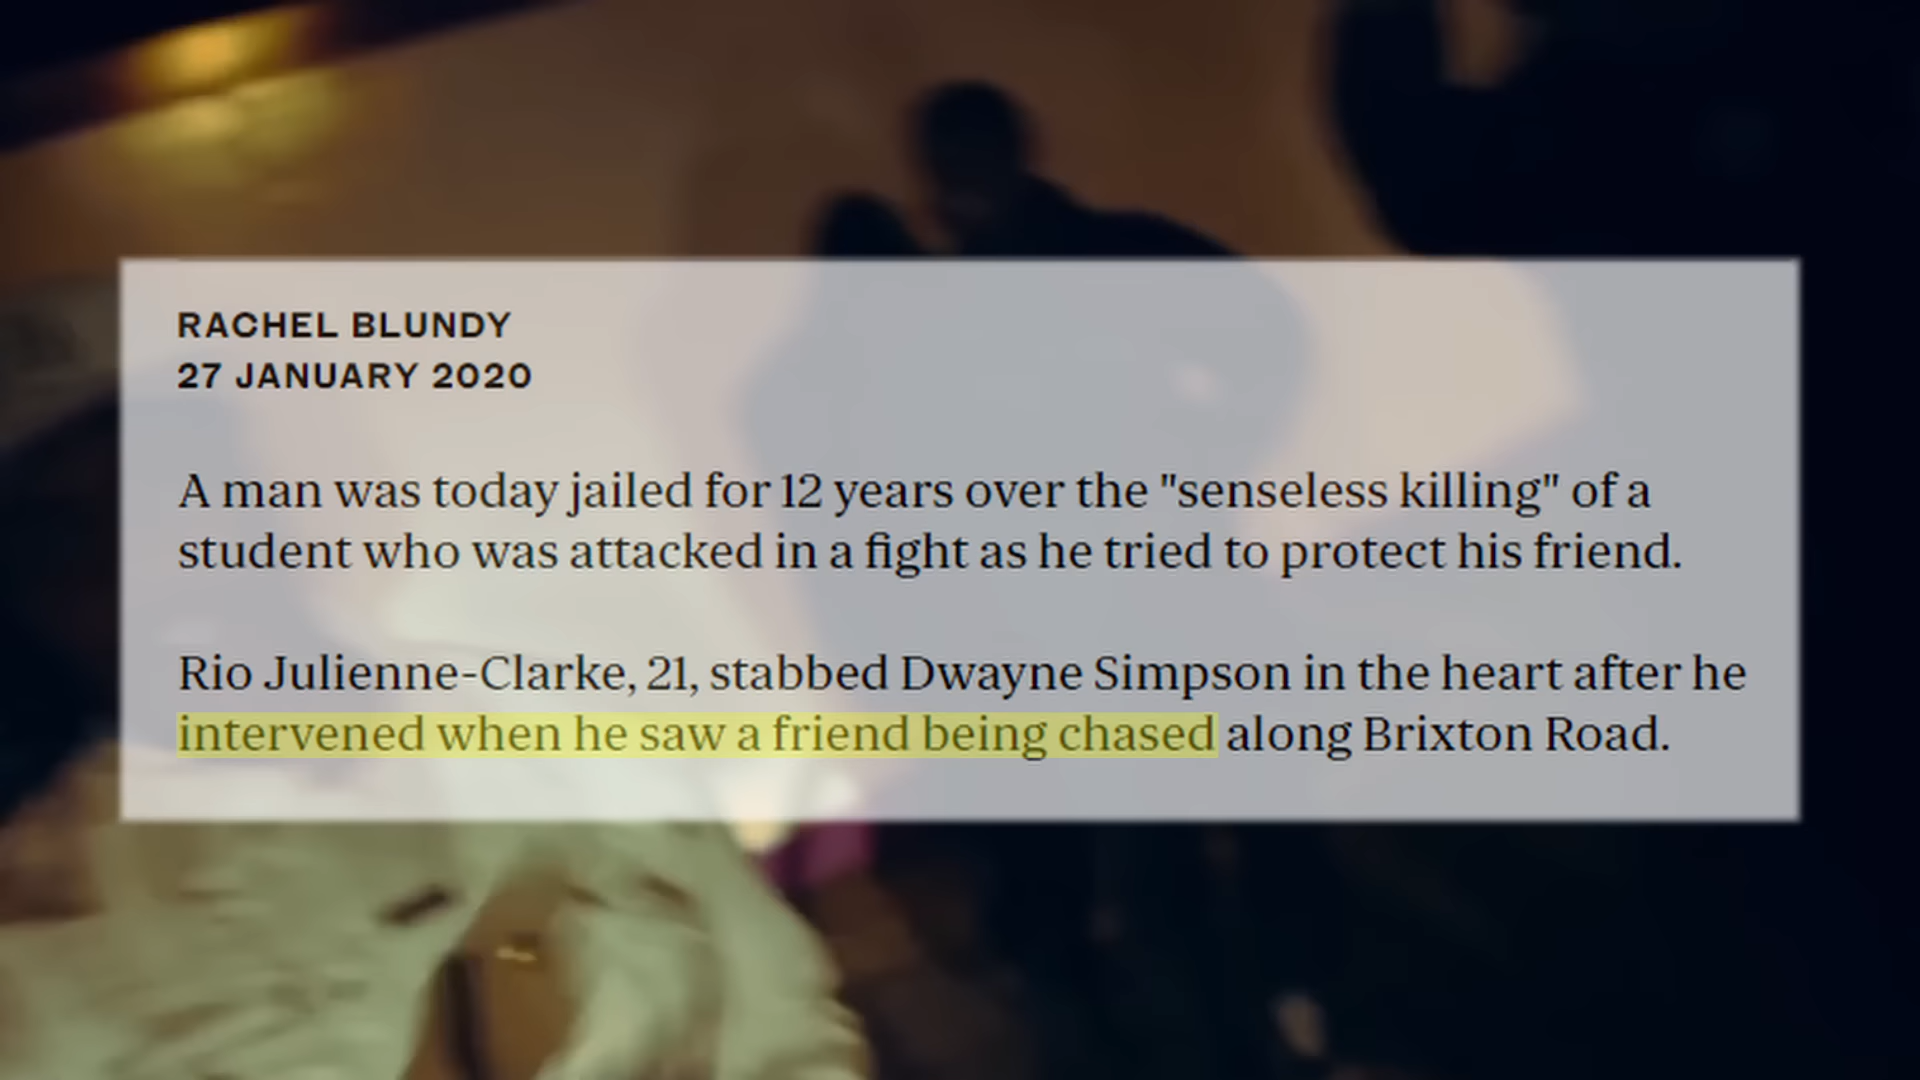 RACHEL BLUNDY
27 JANUARY 2020
A man was today jailed for 12 years over the "senseless killing" of a
student who was attacked in a fight as he tried to protect his friend.
Rio Julienne-Clarke, 21, stabbed Dwayne Simpson in the heart after he
intervened when he saw a friend being chased along Brixton Road.